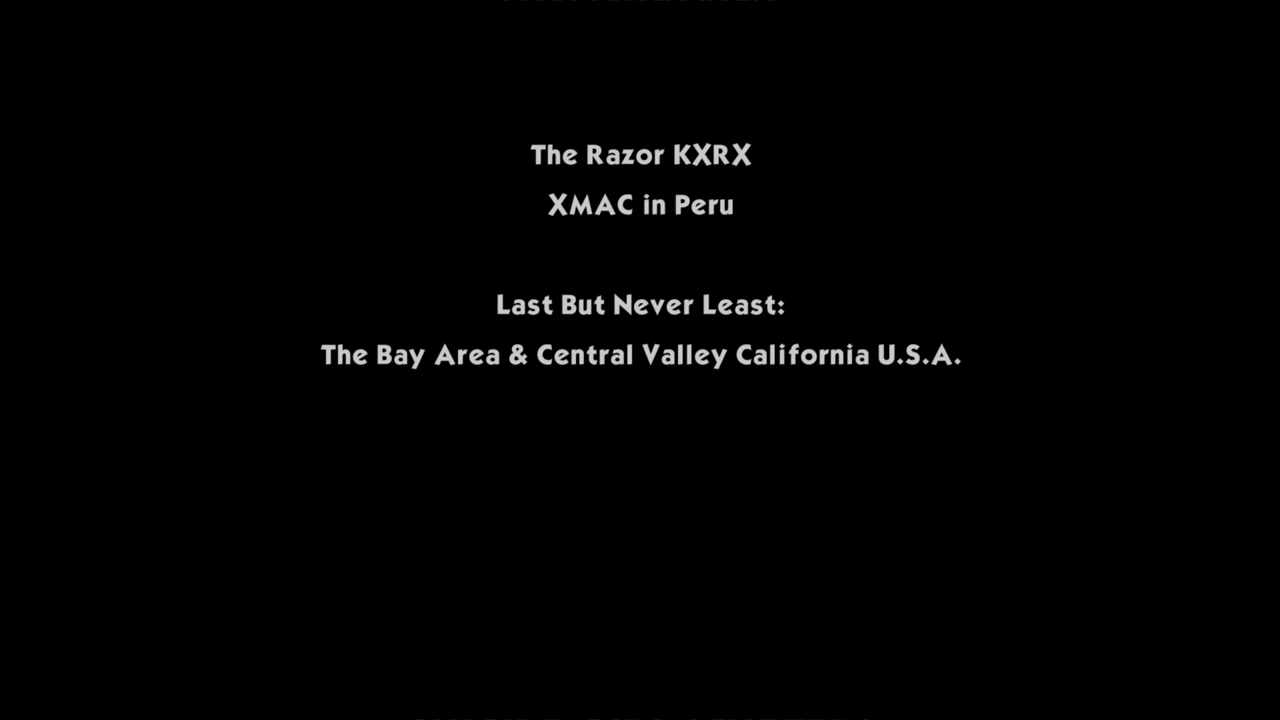 The Razor KXRX
XMAC in Peru
Last But Never Least:
The Bay Area & Central Valley California U.S.A.